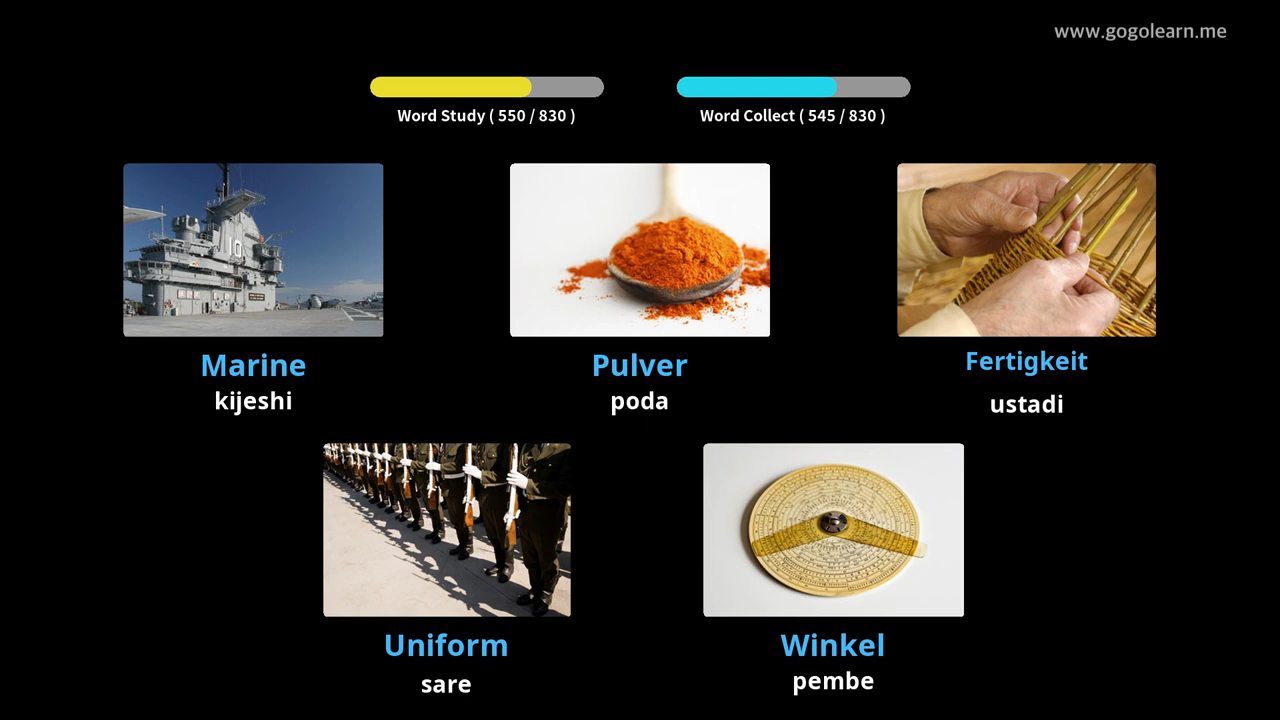 www.gogolearn.me
Word Study ( 550 / 830 )
Word Collect ( 545 / 830 )
Marine
kijeshi
Pulver
poda
Fertigkeit
ustadi
Uniform
sare
Winkel
pembe